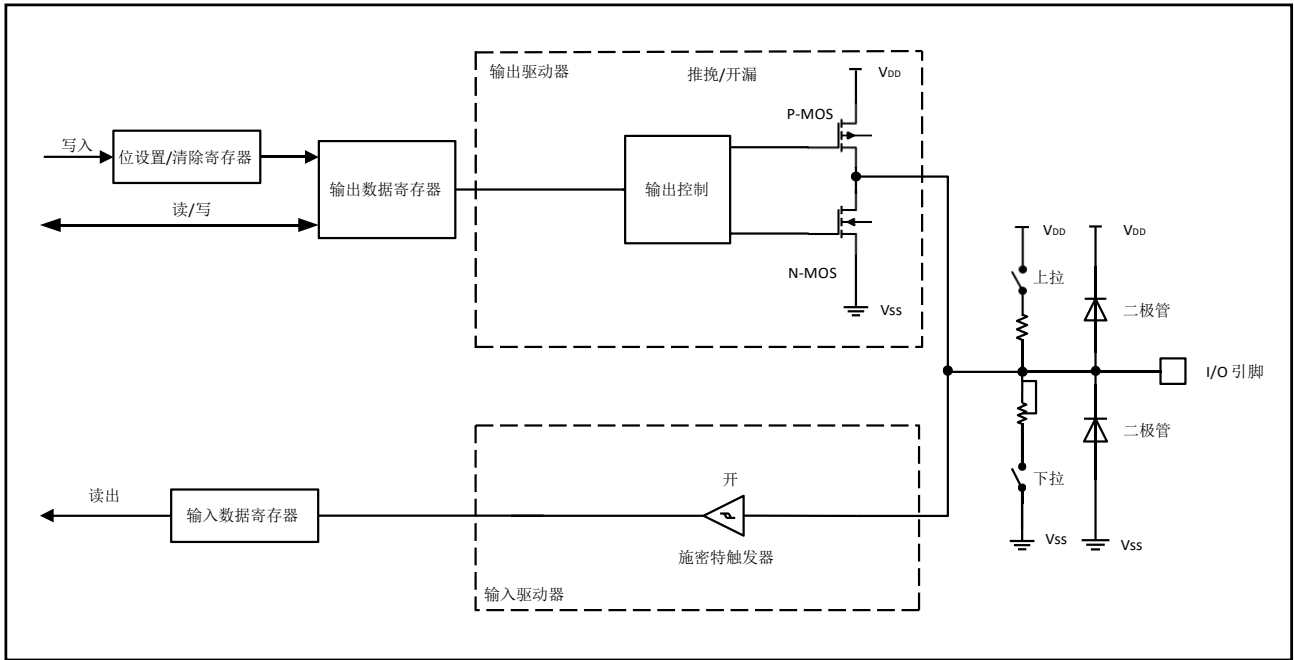 输出驱动器
推挽/开漏
VDD
P-MOS
写入
位设置/清除寄存器
输出数据寄存器
输出控制
读/写
N-MOS
Vss
VDD
VDD
上拉
二极管
I/O 引脚
二极管
下拉
开
读出
输入数据寄存器
施密特触发器
Vss
Vss
输入驱动器